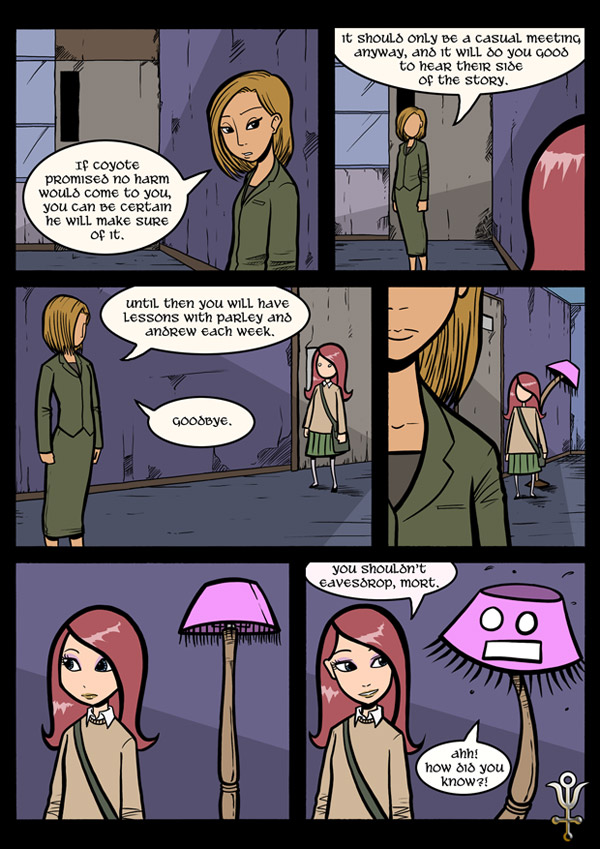 If Coyote
promised no harm
would come to you,
you can be certain
he will make sure
of it.
It should only be a casual meeting
anyway, and it will do you good
to hear their side
of the story.
Until then you will have
lessons with Parley and
Andrew each week.
Goodbye.
You shouldn't
eavesdrop, Mort.
Ahh!
How did you
know?!